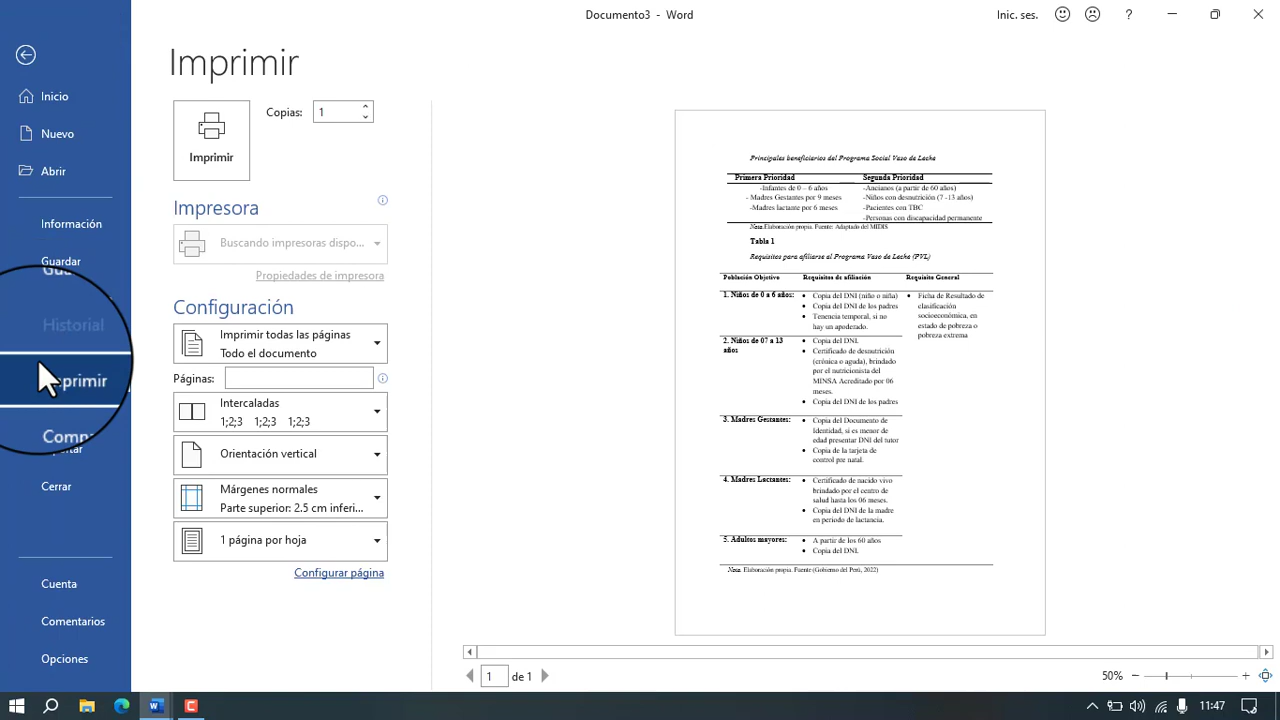 Documento3 - Word
Inic. ses.
?
Imprimir
Inicio
Nuevo
Abrir
Información
Guardar
Historial
Imprimir
Cerrar
Cuenta
Comentarios
Opciones
Imprimir
Copias: 1
Impresora
Buscando impresoras dispo...
Propiedades de impresora
Configuración
Imprimir todas las páginas
Todo el documento
Páginas:
Intercaladas
1;2;3 1;2;3 1;2;3
Orientación vertical
Márgenes normales
Parte superior: 2.5 cm inferi...
1 página por hoja
Configurar página
Principales beneficiarios del Programa Social Vaso de Leche
Primera Prioridad Segunda Prioridad
-Infantes de 0 – 6 años -Ancianos (a partir de 60 años)
- Madres Gestantes por 9 meses -Niños con desnutrición (7 -13 años)
-Madres lactante por 6 meses -Pacientes con TBC
-Personas con discapacidad permanente
Nota.Elaboración propia. Fuente: Adaptado del MIDIS
Tabla 1
Requisitos para afiliarse al Programa Vaso de Leche (PVL)
Población Objetivo Requisitos de afiliación Requisito General
1. Niños de 0 a 6 años:
• Copia del DNI (niño o niña)
• Copia del DNI de los padres
• Tenencia temporal, si no
hay un apoderado.
• Ficha de Resultado de
clasificación
socioeconómica, en
estado de pobreza o
pobreza extrema
2. Niños de 07 a 13
años
• Copia del DNI.
• Certificado de desnutrición
(crónica o aguda), brindado
por el nutricionista del
MINSA Acreditado por 06
meses.
• Copia del DNI de los padres
3. Madres Gestantes:
• Copia del Documento de
Identidad, si es menor de
edad presentar DNI del tutor
• Copia de la tarjeta de
control pre natal.
4. Madres Lactantes:
• Certificado de nacido vivo
brindado por el centro de
salud hasta los 06 meses.
• Copia del DNI de la madre
en periodo de lactancia.
5. Adultos mayores:
• A partir de los 60 años
• Copia del DNI.
Nota. Elaboración propia. Fuente (Gobierno del Perú, 2022)
1 de 1
50%
11:47